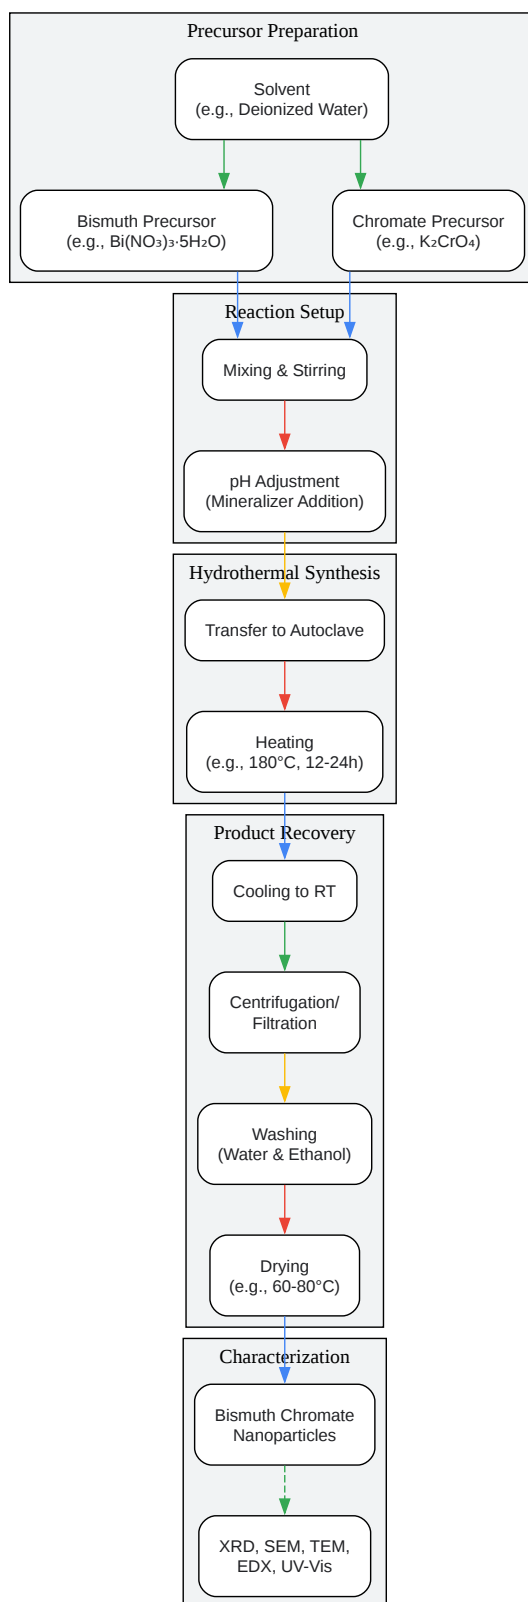 Precursor Preparation
Solvent
(e.g., Deionized Water)
Bismuth Precursor
(e.g., Bi(NO₃)₃·5H₂O)
Chromate Precursor
(e.g., K₂CrO₄)
Reaction Setup
Mixing & Stirring
pH Adjustment
(Mineralizer Addition)
Hydrothermal Synthesis
Transfer to Autoclave
Heating
(e.g., 180°C, 12-24h)
Product Recovery
Cooling to RT
Centrifugation/
Filtration
Washing
(Water & Ethanol)
Drying
(e.g., 60-80°C)
Characterization
Bismuth Chromate
Nanoparticles
XRD, SEM, TEM,
EDX, UV-Vis